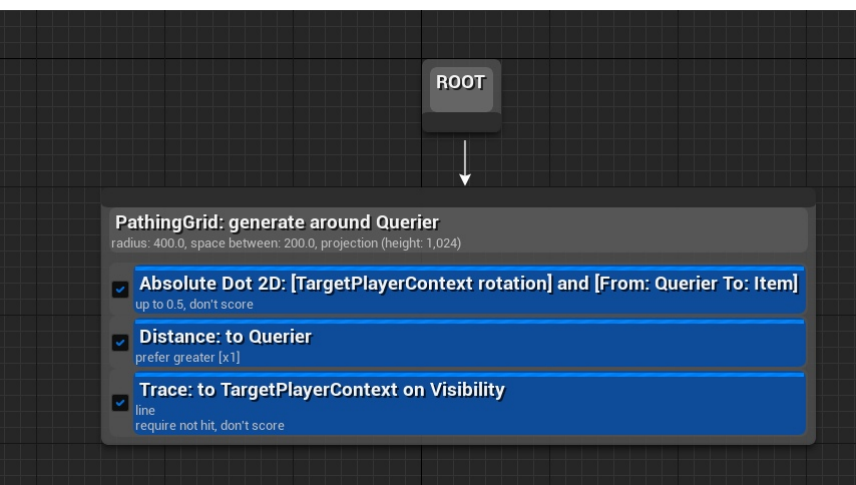 ROOT
PathingGrid: generate around Querier
radius: 400.0, space between: 200.0, projection (height: 1,024)
Absolute Dot 2D: [TargetPlayerContext rotation] and [From: Querier To: Item]
up to 0.5, don't score
Distance: to Querier
prefer greater [x1]
Trace: to TargetPlayerContext on Visibility
line
require not hit, don't score